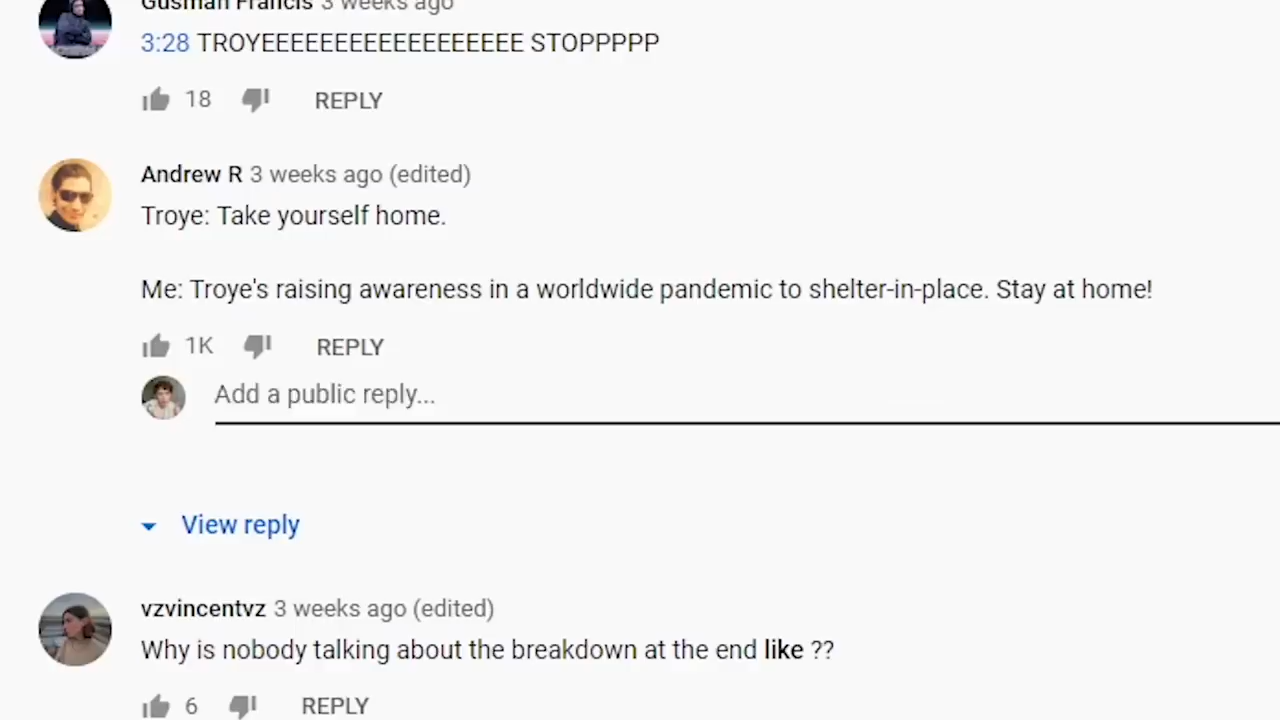 Gusman Francis 3 weeks ago
3:28 TROYEEEEEEEEEEEEEEEEEE STOPPPPP
18 REPLY
Andrew R 3 weeks ago (edited)
Troye: Take yourself home.
Me: Troye's raising awareness in a worldwide pandemic to shelter-in-place. Stay at home!
1K REPLY
Add a public reply...
View reply
vzvincentvz 3 weeks ago (edited)
Why is nobody talking about the breakdown at the end like ??
6 REPLY